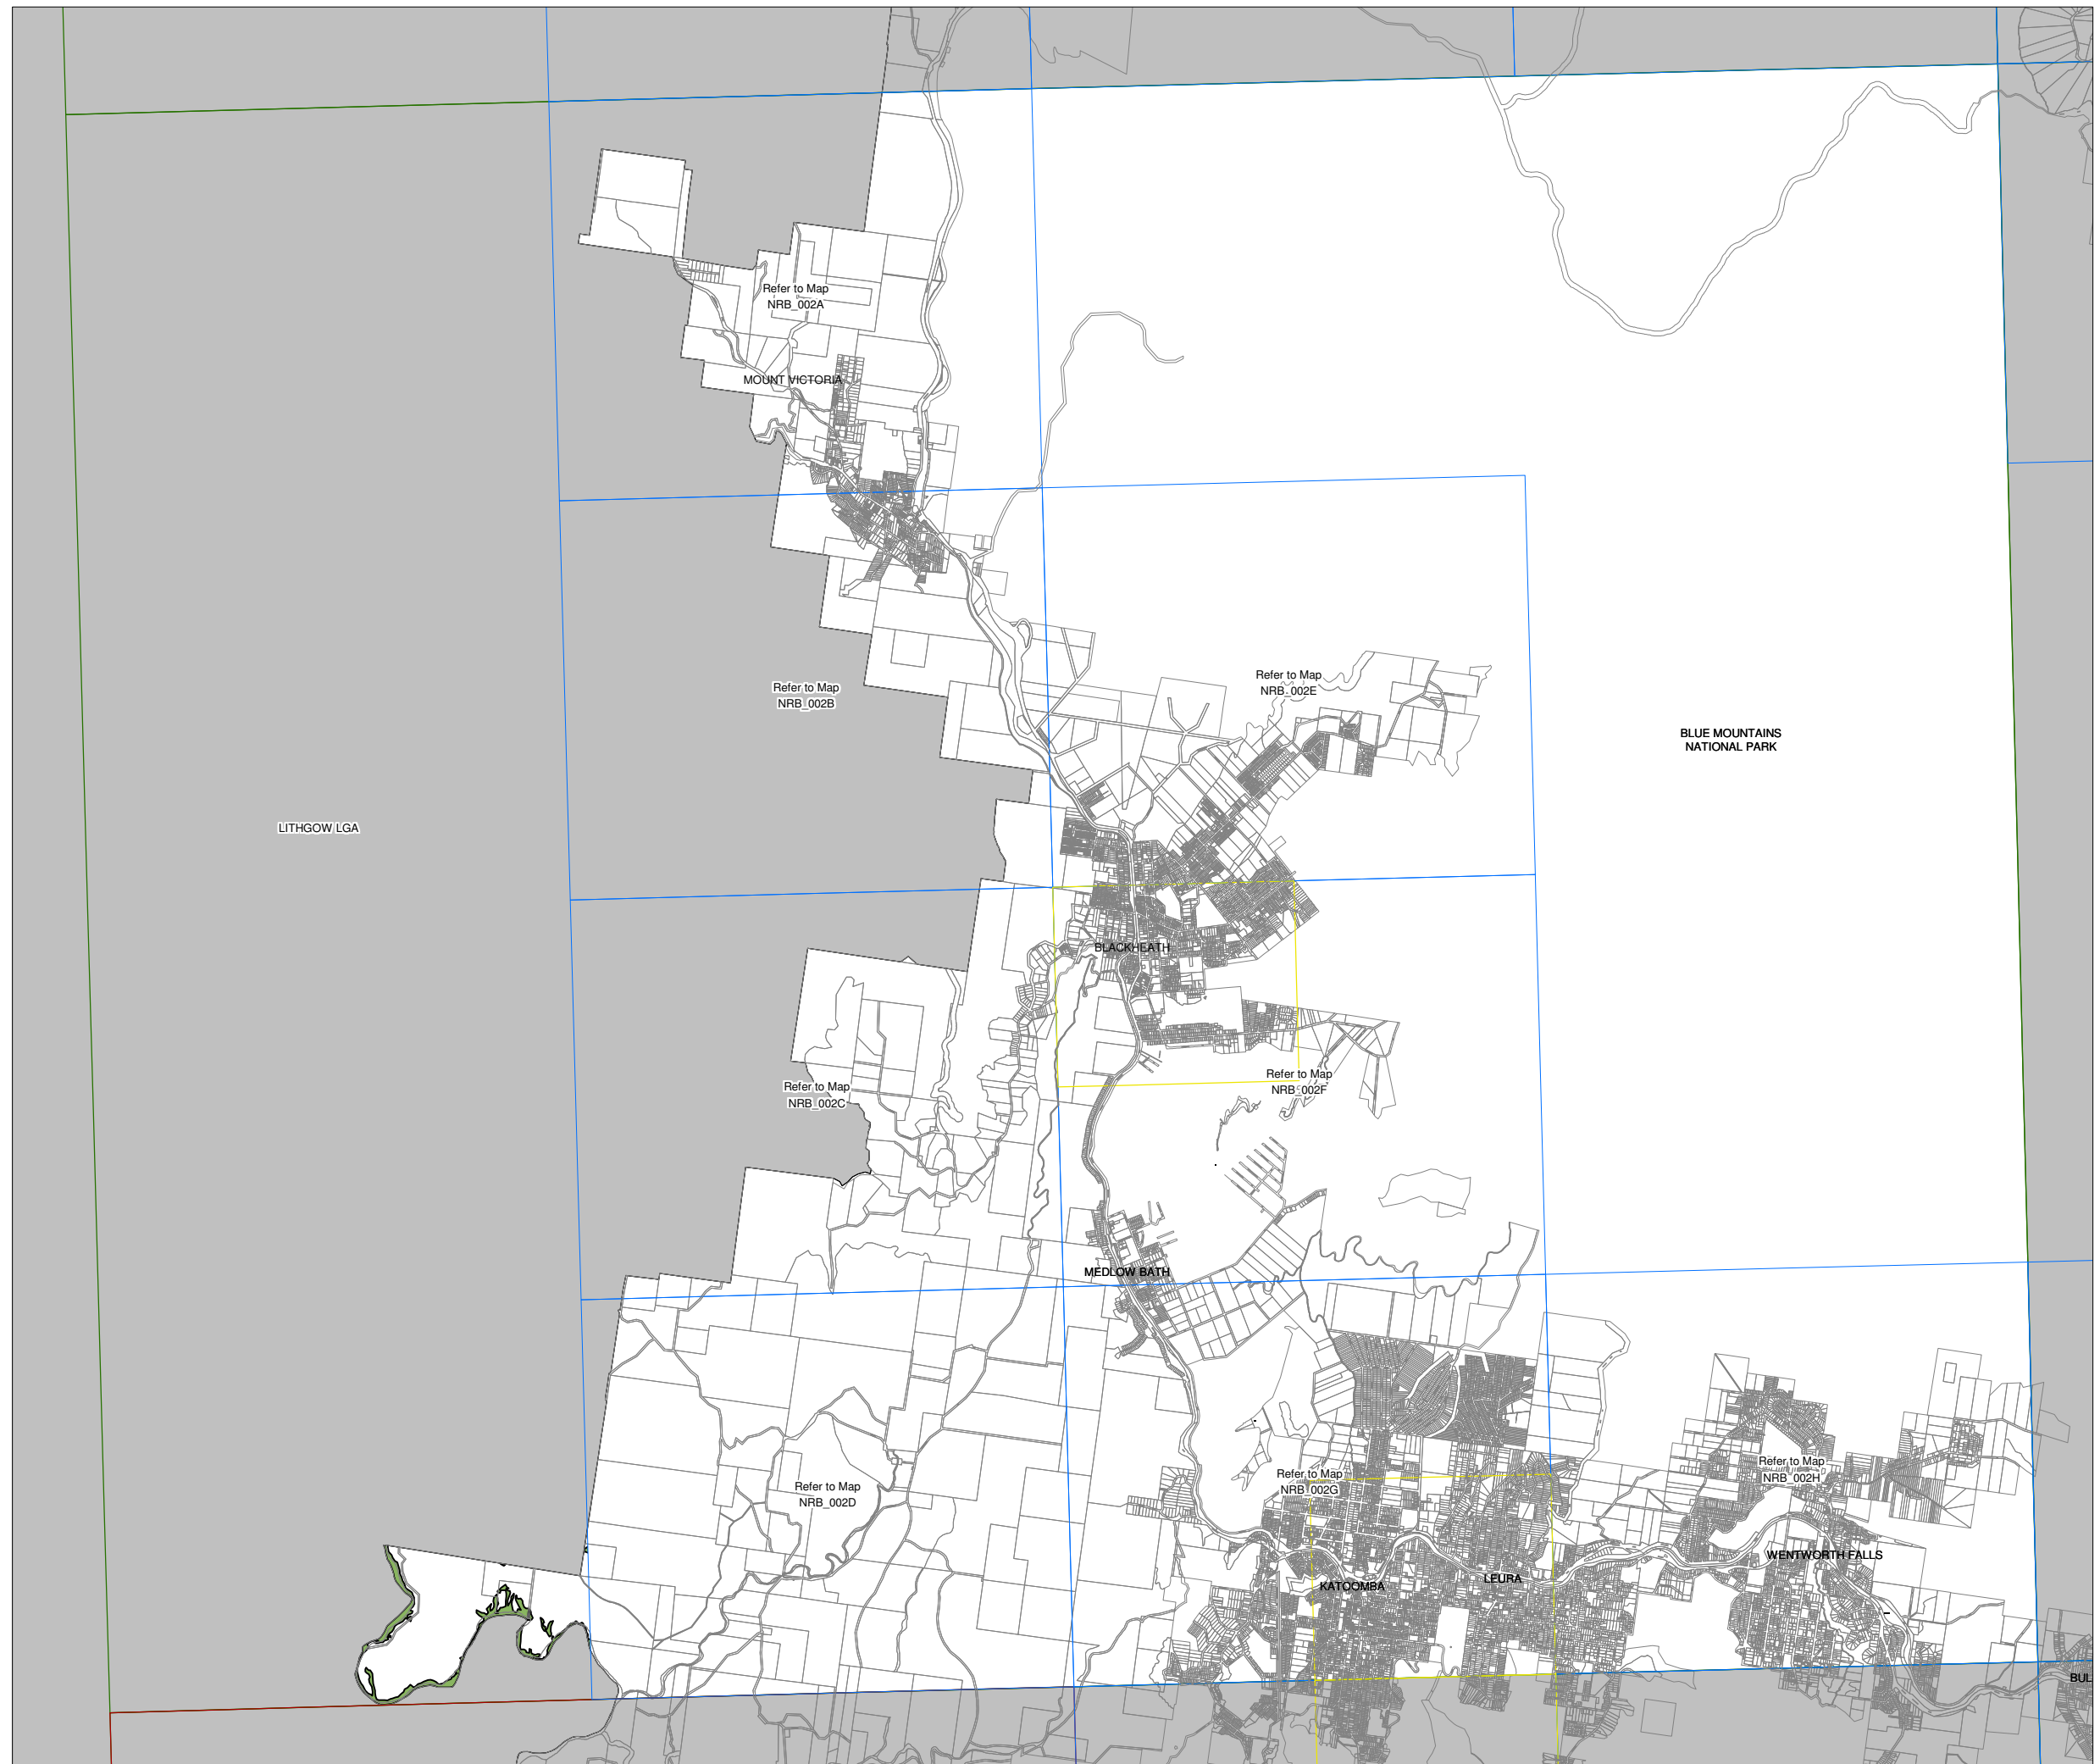 Refer to Map
NRB_002A
MOUNT VICTORIA
Refer to Map
NRB_002E
Refer to Map
NRB_002B
BLUE MOUNTAINS
NATIONAL PARK
LITHGOW LGA
BLACKHEATH
Refer to Map
NRB_002F
Refer to Map
NRB_002C
MEDLOW BATH
Refer to Map
NRB_002H
Refer to Map
NRB_002G
Refer to Map
NRB_002D
WENTWORTH FALLS
LEURA
KATOOMBA
BUL